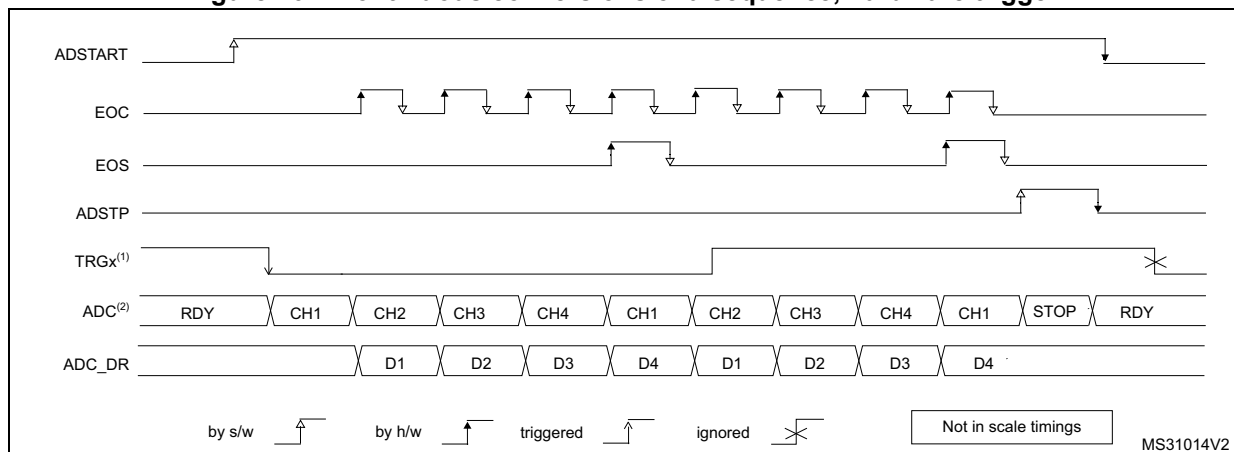 ADSTART
EOC
EOS
ADSTP
TRGx(1)
ADC(2) RDY CH1 CH2 CH3 CH4 CH1 CH2 CH3 CH4 CH1 STOP RDY
ADC_DR D1 D2 D3 D4 D1 D2 D3 D4
by s/w by h/w triggered ignored Not in scale timings
MS31014V2